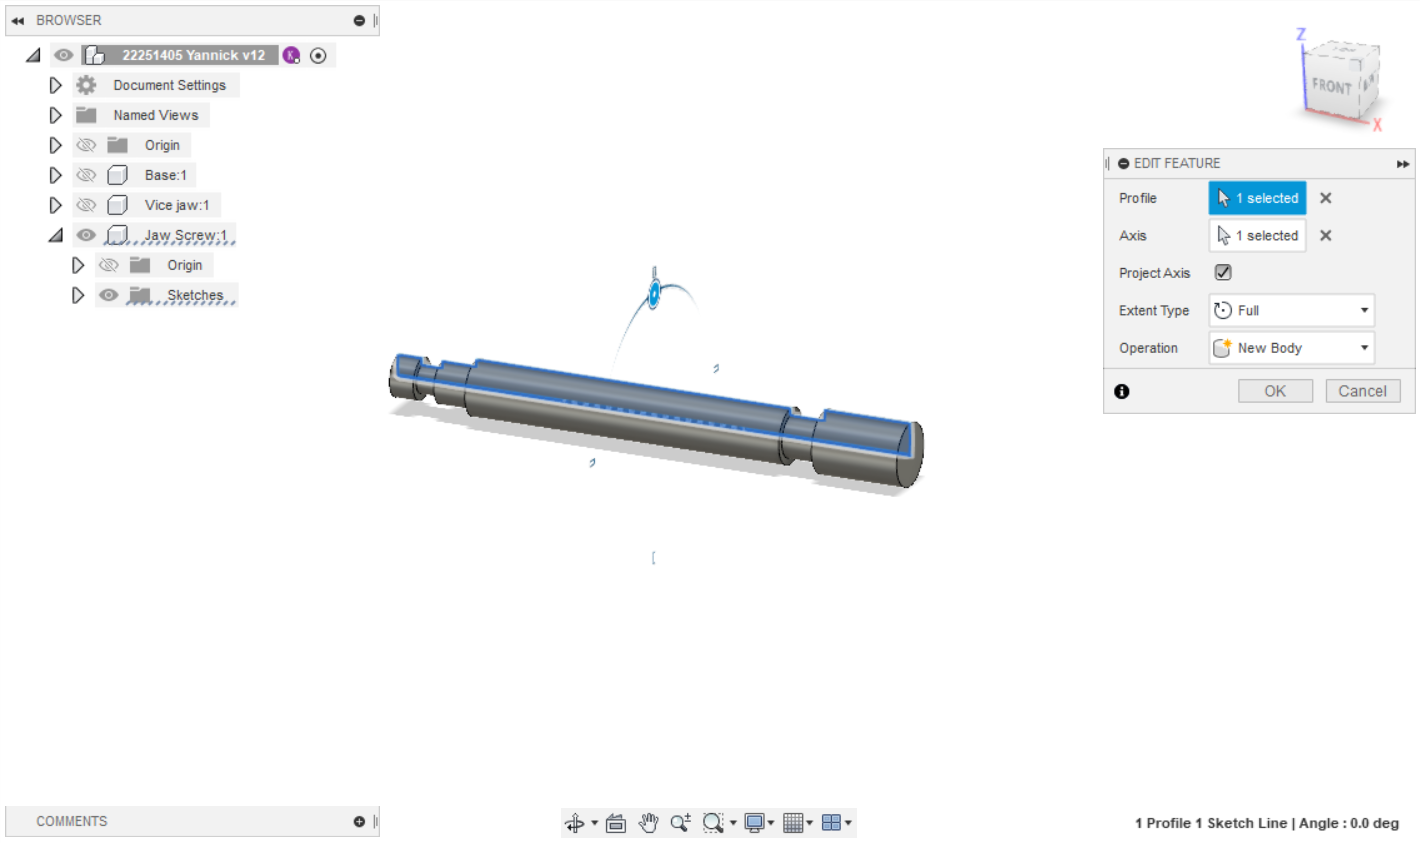 BROWSER
22251405 Yannick v12
K
Document Settings
Named Views
Origin
Base:1
Vice jaw:1
Jaw Screw:1
Origin
Sketches
Z
FRONT
X
EDIT FEATURE
Profile 1 selected
Axis 1 selected
Project Axis
Extent Type Full
Operation New Body
OK Cancel
COMMENTS
1 Profile 1 Sketch Line | Angle : 0.0 deg